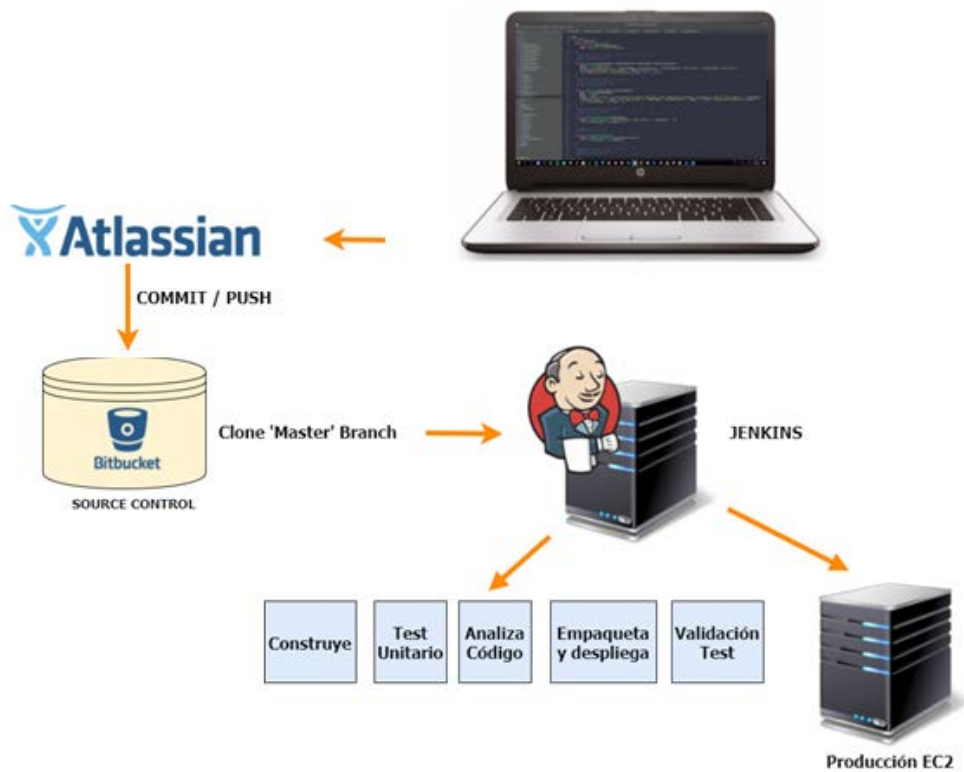 Atlassian
COMMIT / PUSH
Bitbucket
SOURCE CONTROL
Clone 'Master' Branch
JENKINS
Construye
Test
Unitario
Analiza
Código
Empaqueta
y despliega
Validación
Test
Producción EC2